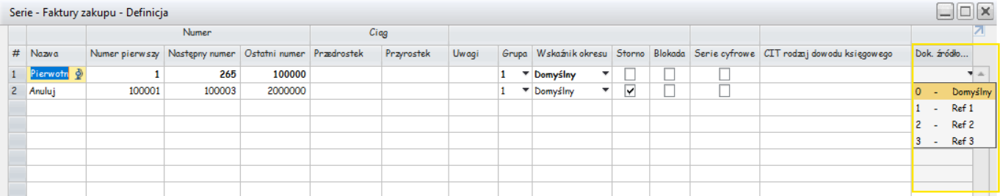 Serie - Faktury zakupu - Definicja
Numer Ciąg
# Nazwa Numer pierwszy Następny numer Ostatni numer Przedrostek Przyrostek Uwagi Grupa Wskaźnik okresu Storno Blokada Serie cyfrowe CIT rodzaj dowodu księgowego Dok. źródło...
1 Pierwotn 1 265 100000 1 Domyślny
2 Anuluj 100001 100003 2000000 1 Domyślny
0 - Domyślny
1 - Ref 1
2 - Ref 2
3 - Ref 3